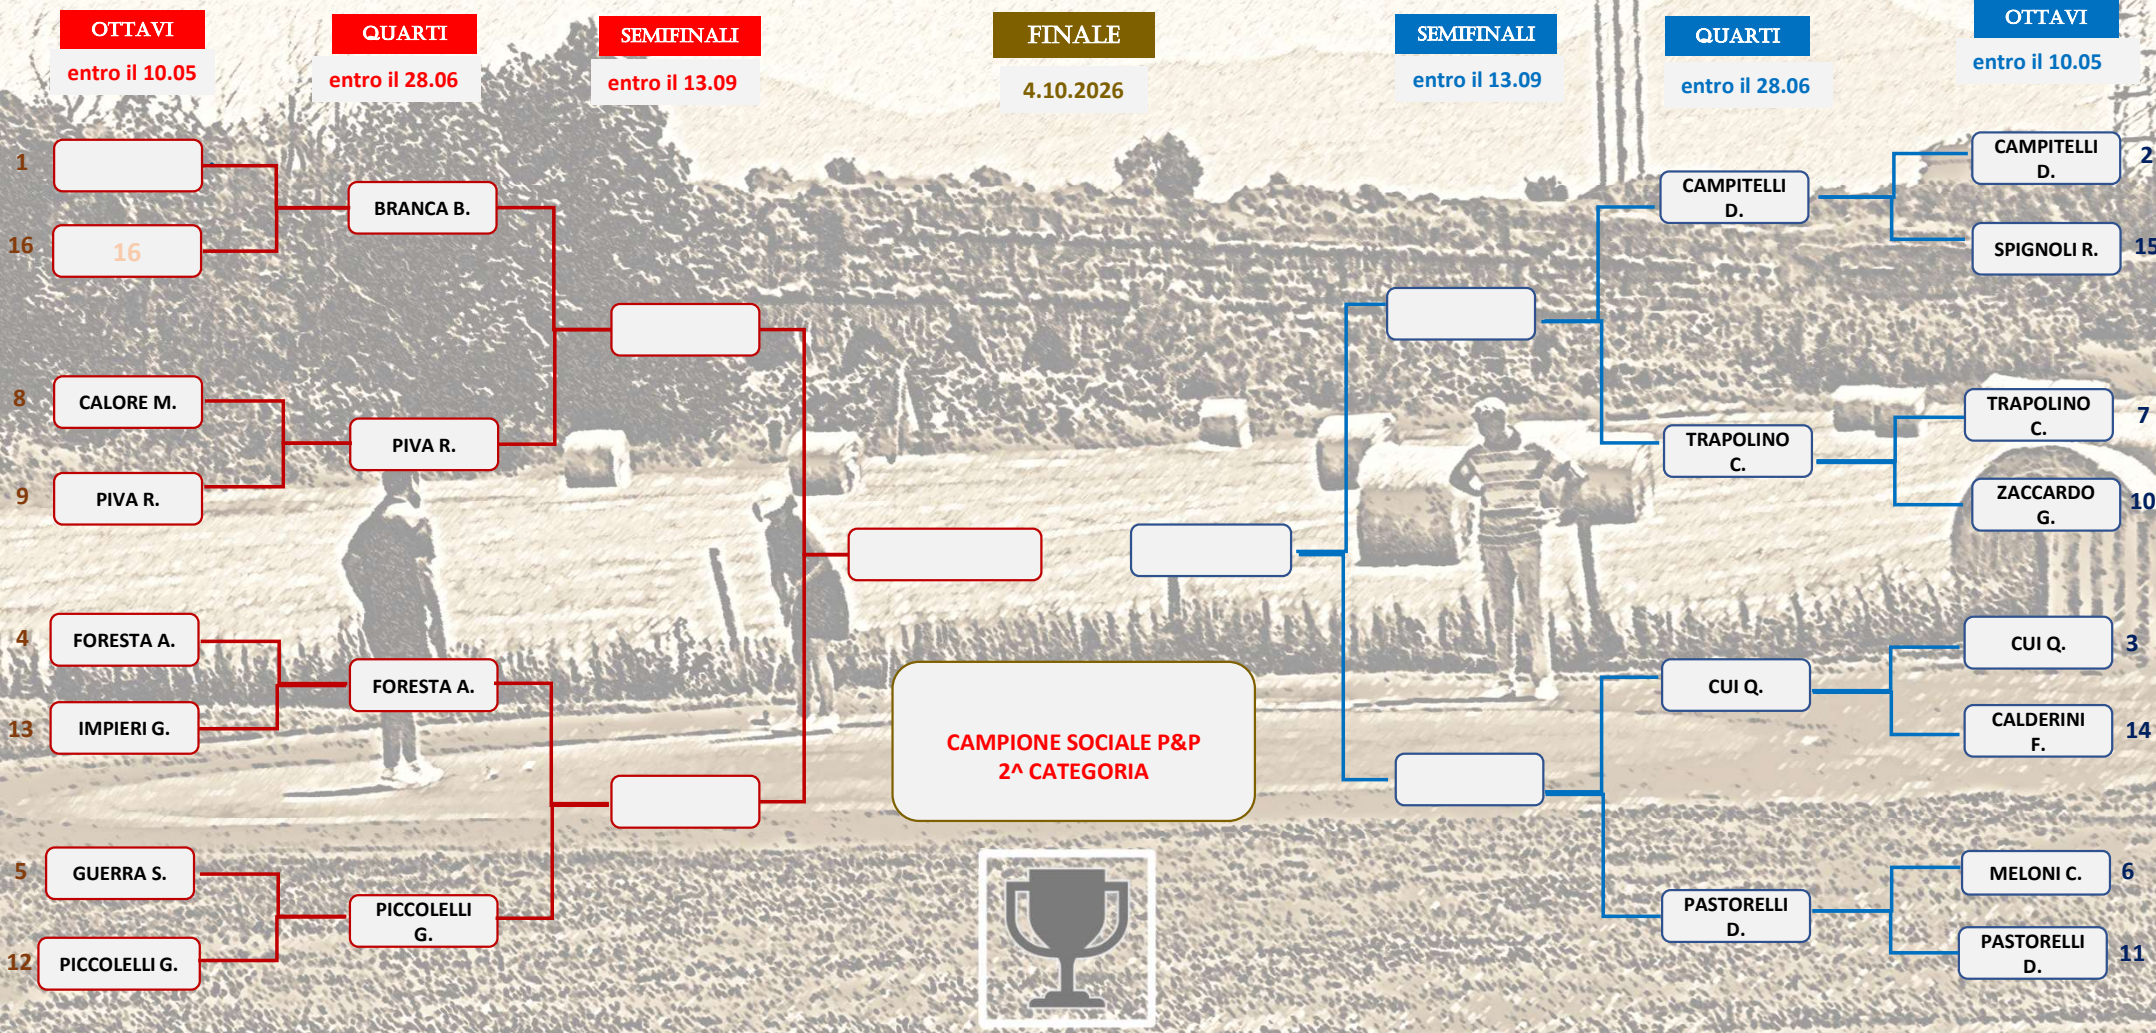 OTTAVI
QUARTI
SEMIFINALI
FINALE
SEMIFINALI
QUARTI
OTTAVI
entro il 10.05
entro il 28.06
entro il 13.09
4.10.2026
entro il 13.09
entro il 28.06
entro il 10.05
1
16
16
BRANCA B.
8
CALORE M.
9
PIVA R.
PIVA R.
4
FORESTA A.
13
IMPIERI G.
FORESTA A.
5
GUERRA S.
12
PICCOLELLI G.
PICCOLELLI
G.
CAMPIONE SOCIALE P&P
2^ CATEGORIA
CAMPITELLI
D.
CAMPITELLI
D.
2
SPIGNOLI R.
15
TRAPOLINO
C.
TRAPOLINO
C.
7
ZACCARDO
G.
10
CUI Q.
CUI Q.
3
CALDERINI
F.
14
PASTORELLI
D.
MELONI C.
6
PASTORELLI
D.
11